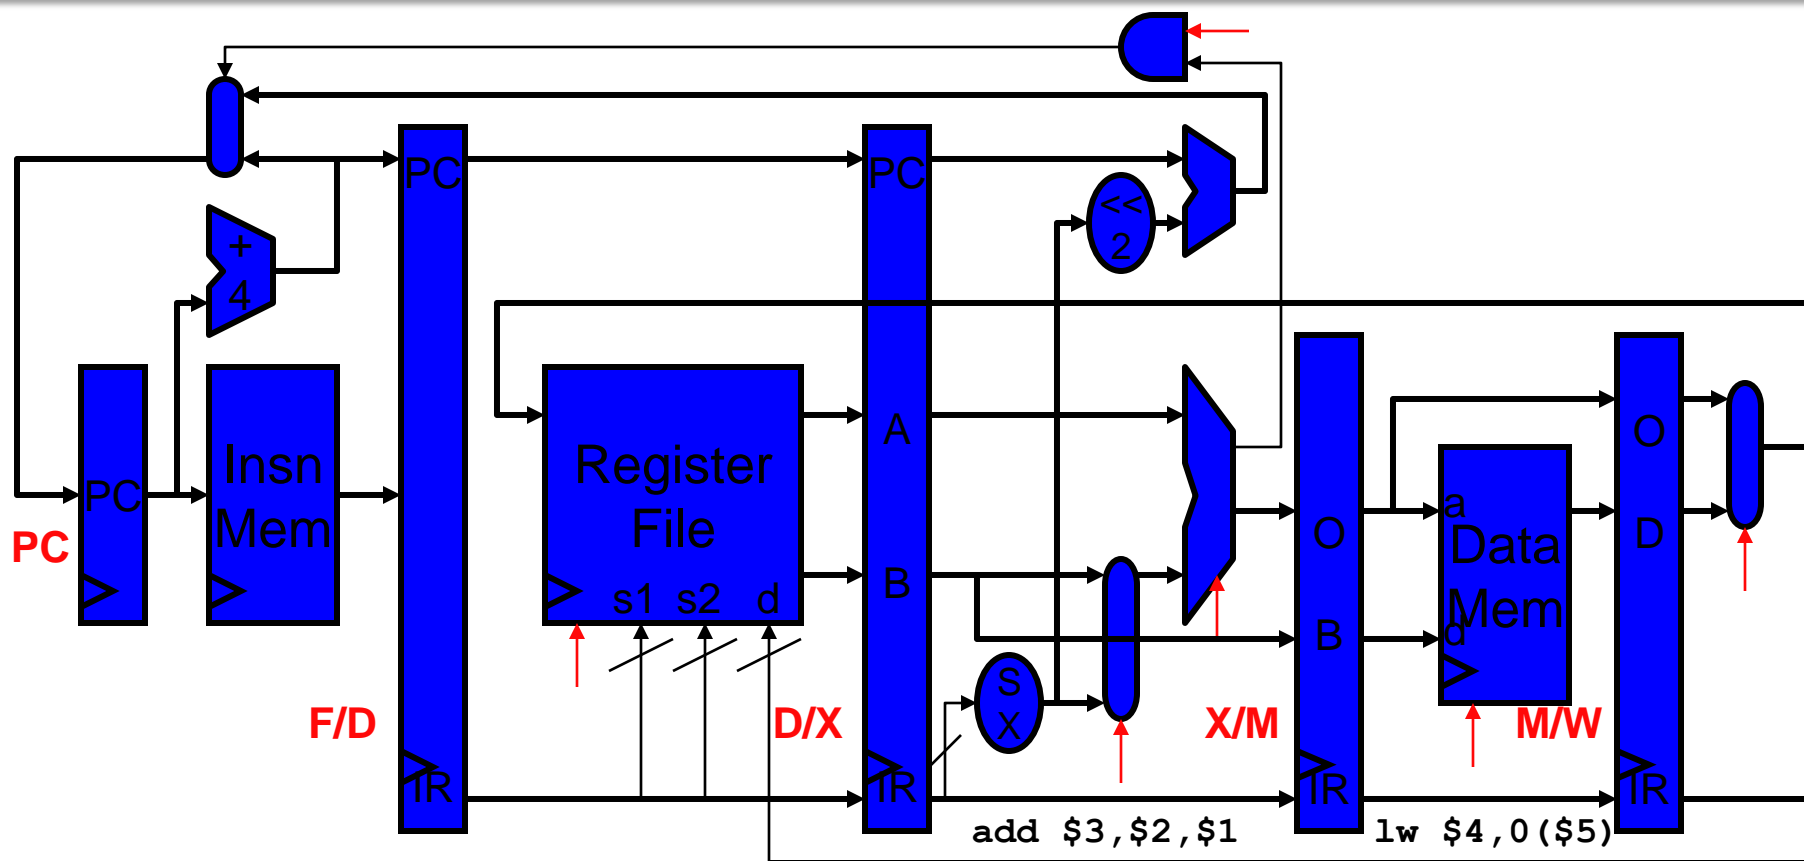 PC
PC
<<
2
+
4
Insn
Mem
PC
PC
Register
File
s1 s2 d
A
B
S
X
O
B
a
Data
Mem
d
O
D
F/D
D/X
X/M
M/W
IR
IR
IR
IR
add $3,$2,$1
lw $4,0($5)